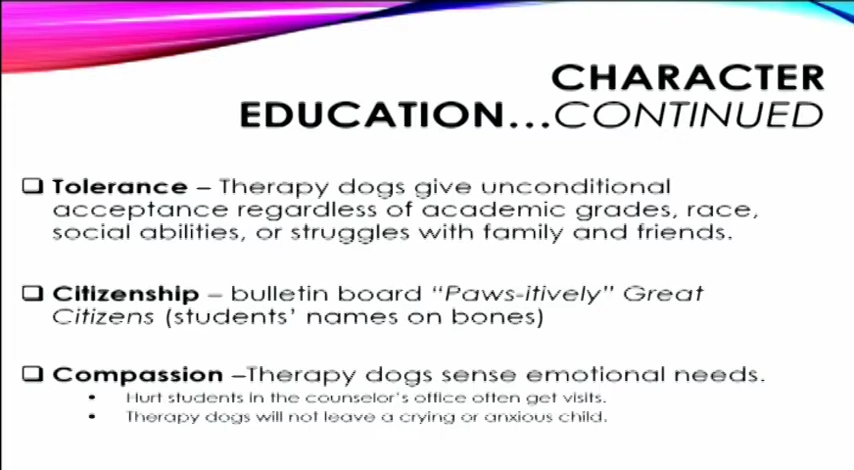 CHARACTER
EDUCATION...CONTINUED
❑ Tolerance – Therapy dogs give unconditional
acceptance regardless of academic grades, race,
social abilities, or struggles with family and friends.
❑ Citizenship – bulletin board “Paws-itively” Great
Citizens (students’ names on bones)
❑ Compassion –Therapy dogs sense emotional needs.
• Hurt students in the counselor’s office often get visits.
• Therapy dogs will not leave a crying or anxious child.